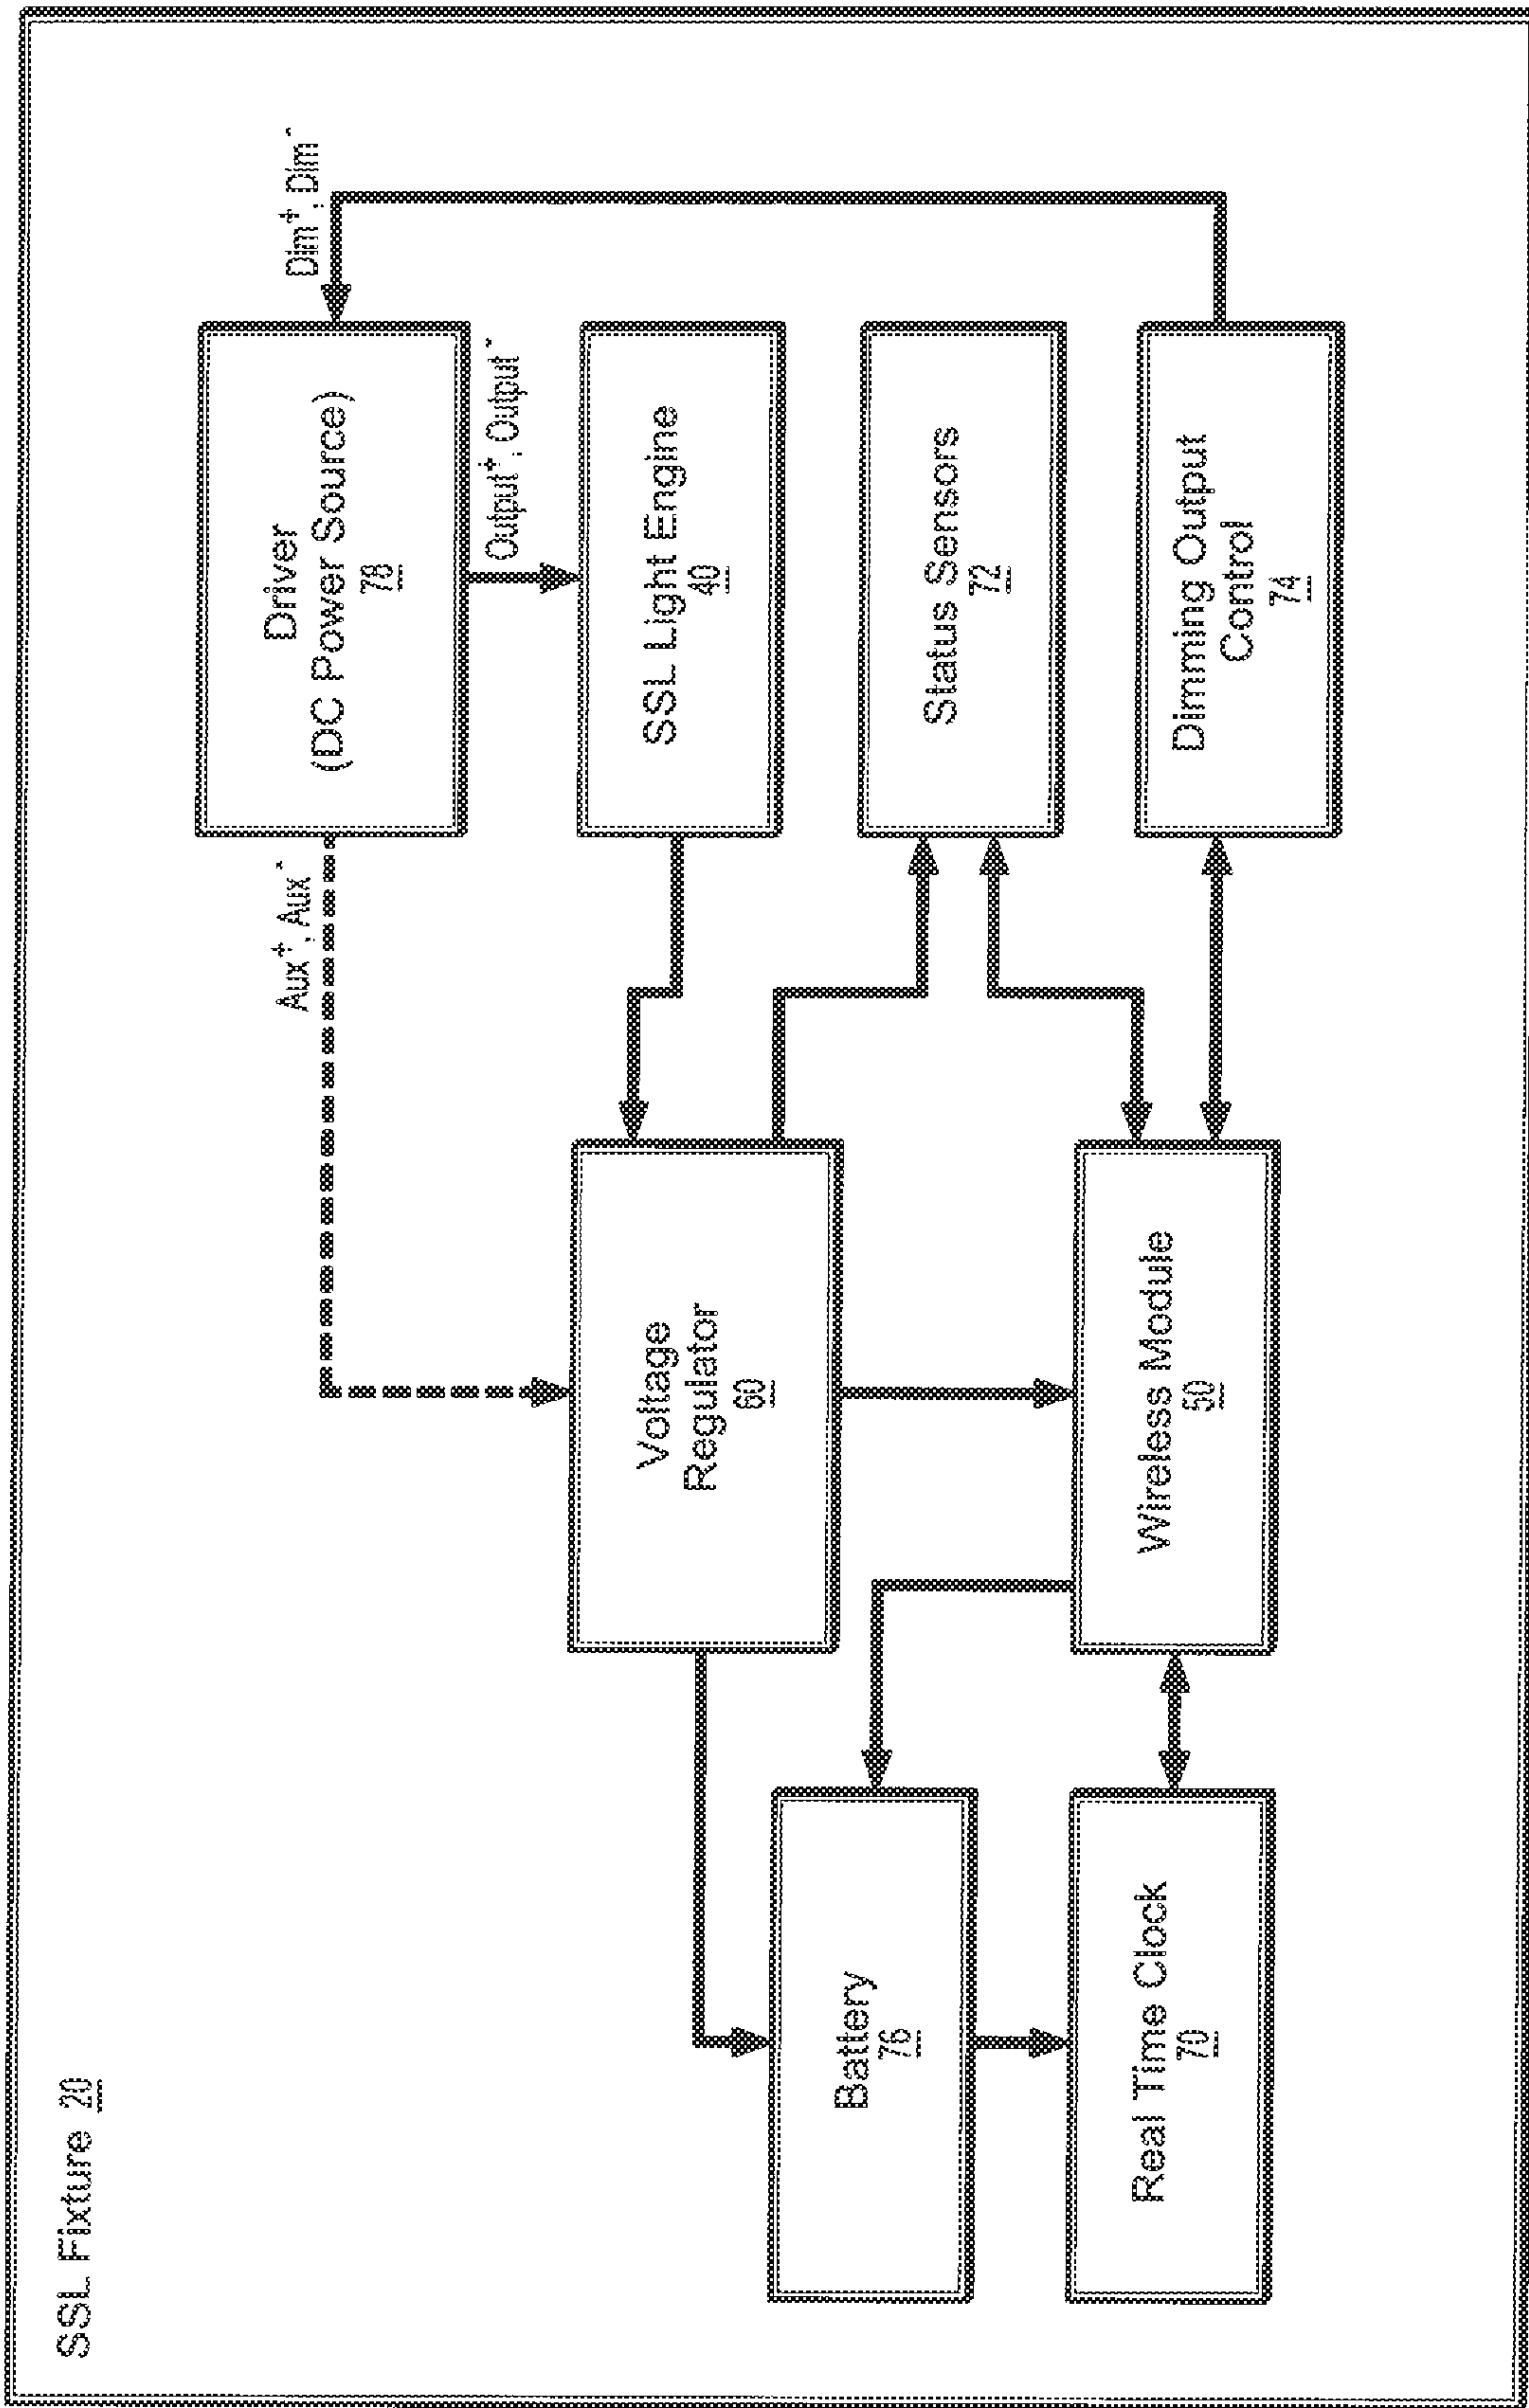 SSL Fixture 20
Aux+, Aux-
Dim+, Dim-
Driver
(DC Power Source)
78
Output+, Output-
SSL Light Engine
40
Voltage
Regulator
60
Status Sensors
72
Battery
76
Wireless Module
50
Dimming Output
Control
74
Real Time Clock
70